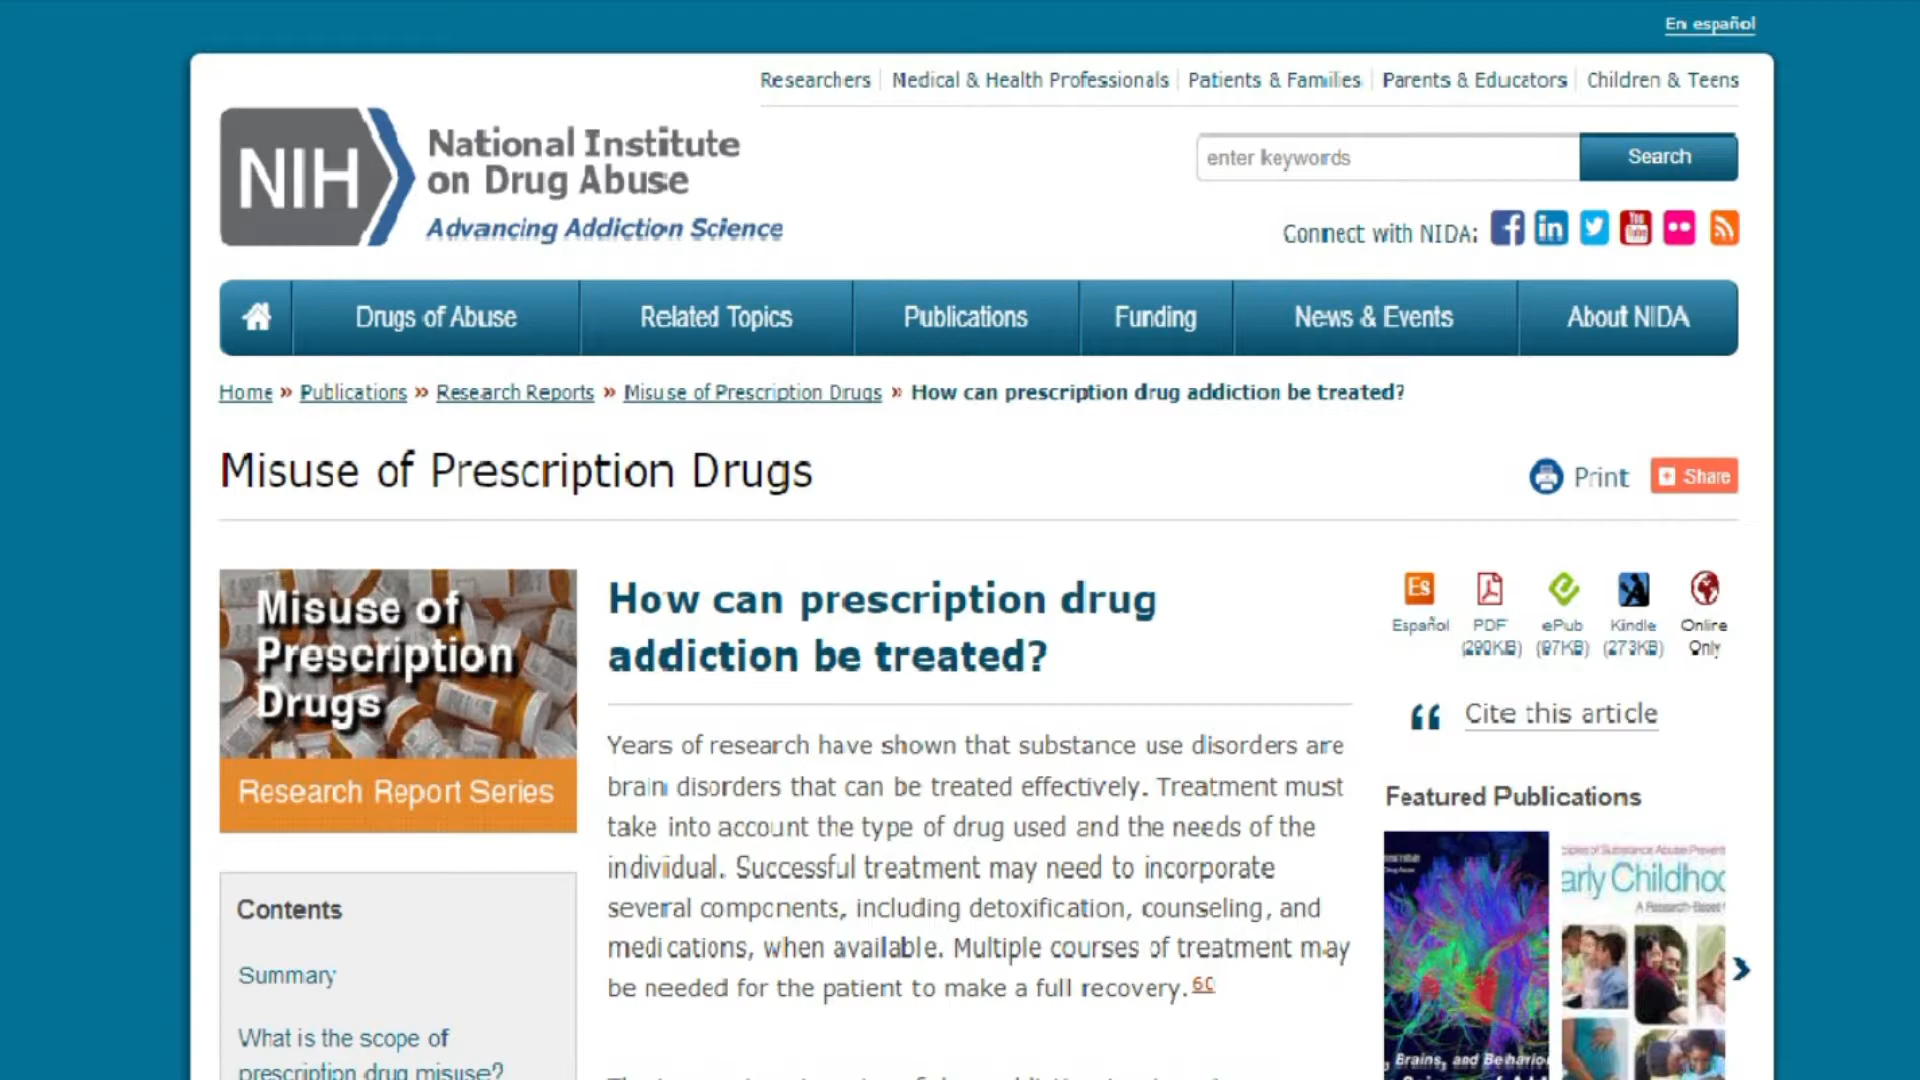 En español
Researchers Medical & Health Professionals Patients & Families Parents & Educators Children & Teens
NIH
National Institute
on Drug Abuse
Advancing Addiction Science
enter keywords
Search
Connect with NIDA:
Drugs of Abuse Related Topics Publications Funding News & Events About NIDA
Home » Publications » Research Reports » Misuse of Prescription Drugs » How can prescription drug addiction be treated?
Misuse of Prescription Drugs
Print
Share
Misuse of
Prescription
Drugs
Research Report Series
Contents
Summary
What is the scope of
prescription drug misuse?
How can prescription drug
addiction be treated?
Years of research have shown that substance use disorders are
brain disorders that can be treated effectively. Treatment must
take into account the type of drug used and the needs of the
individual. Successful treatment may need to incorporate
several components, including detoxification, counseling, and
medications, when available. Multiple courses of treatment may
be needed for the patient to make a full recovery.60
Es
Español
PDF
(290KB)
ePub
(97KB)
Kindle
(273KB)
Online
Only
Cite this article
Featured Publications
, Brains, and Behavio
arly Childhoo
A Research-Based